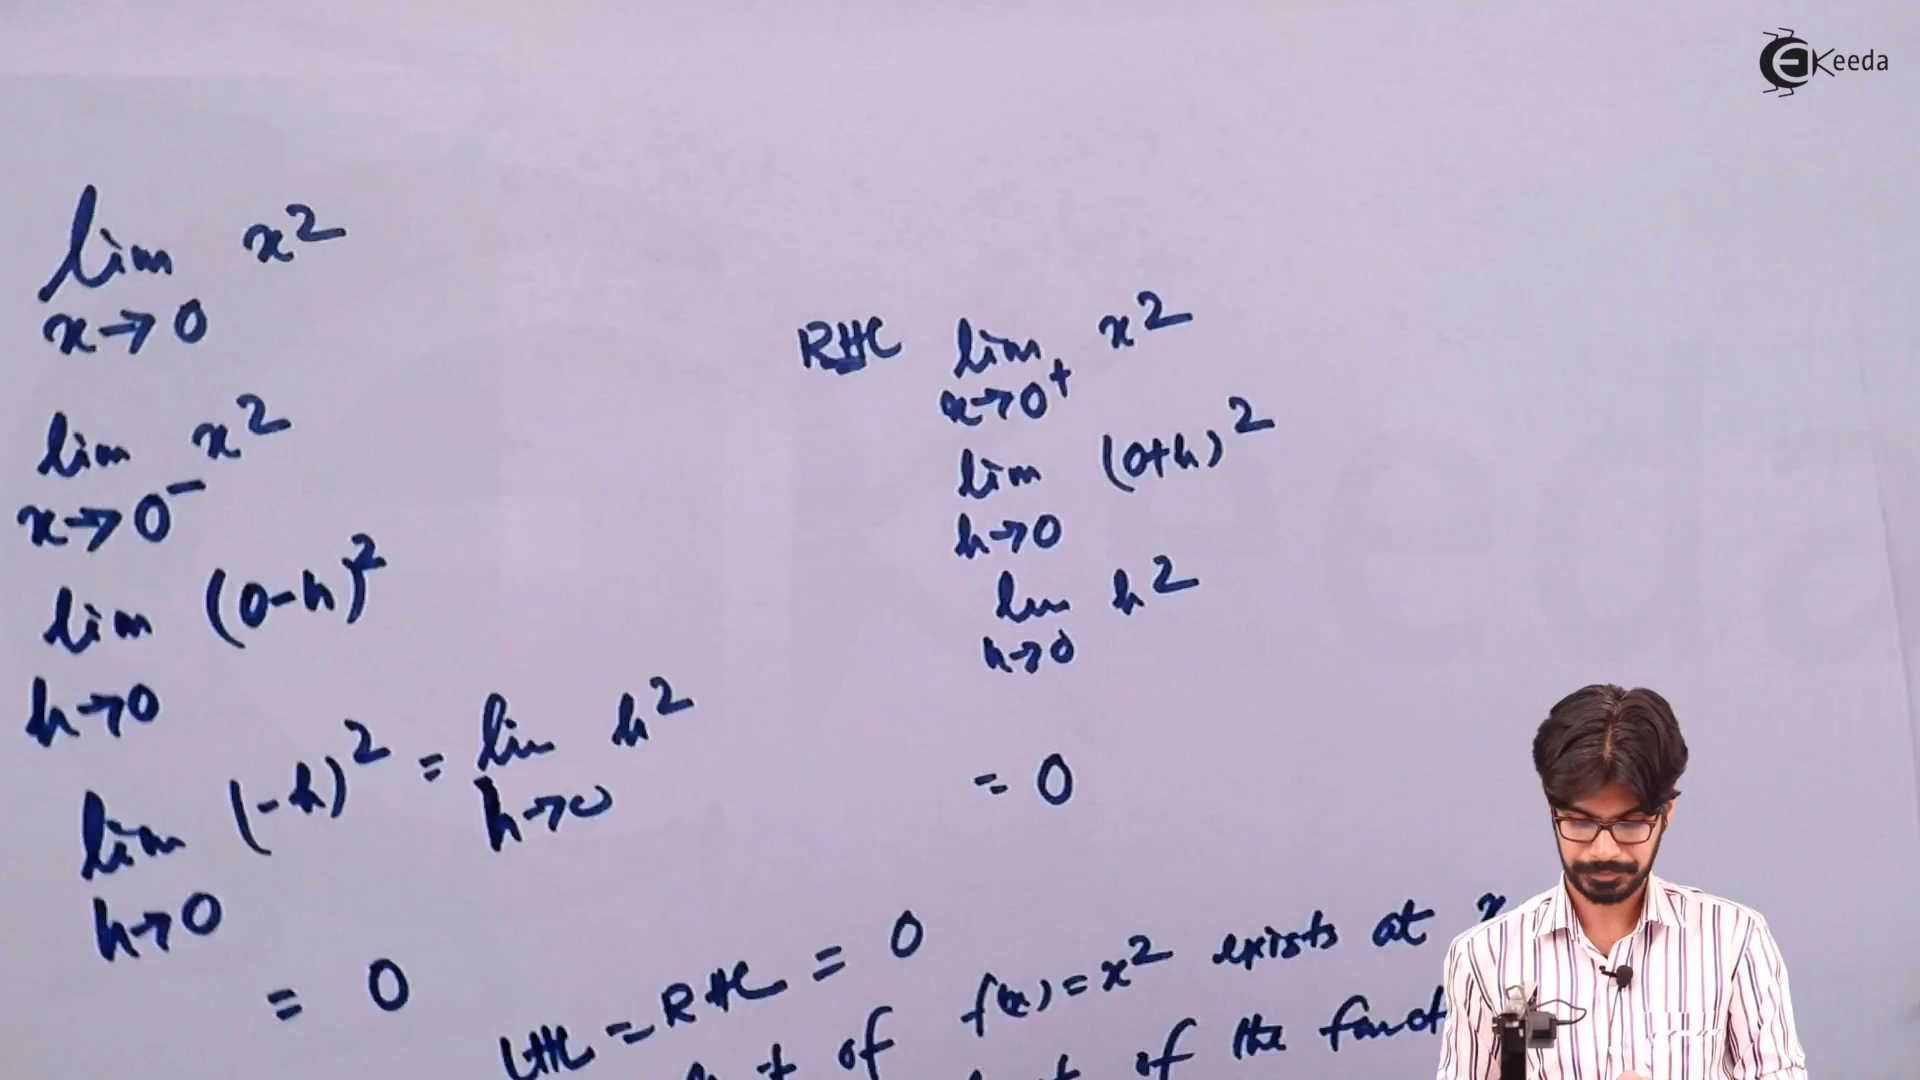 Keeda
lim x²
x→0
lim x²
x→0⁻
lim (0-h)²
h→0
lim (-h)² = lim h²
h→0 h→0
= 0
RHL lim x²
x→0⁺
lim (0+h)²
h→0
lim h²
h→0
= 0
LHL = RHL = 0
of f(x) = x² exists at x
of the funct